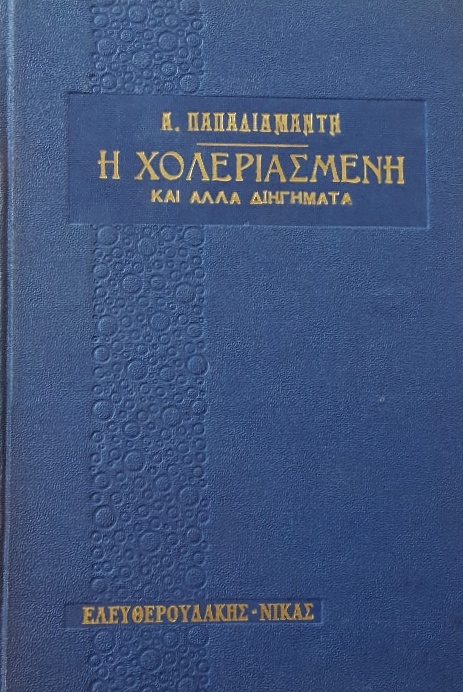 Α. ΠΑΠΑΔΙΑΜΑΝΤΗ
Η ΧΟΛΕΡΙΑΣΜΕΝΗ
ΚΑΙ ΑΛΛΑ ΔΙΗΓΗΜΑΤΑ
ΕΛΕΥΘΕΡΟΥΔΑΚΗΣ - ΝΙΚΑΣ